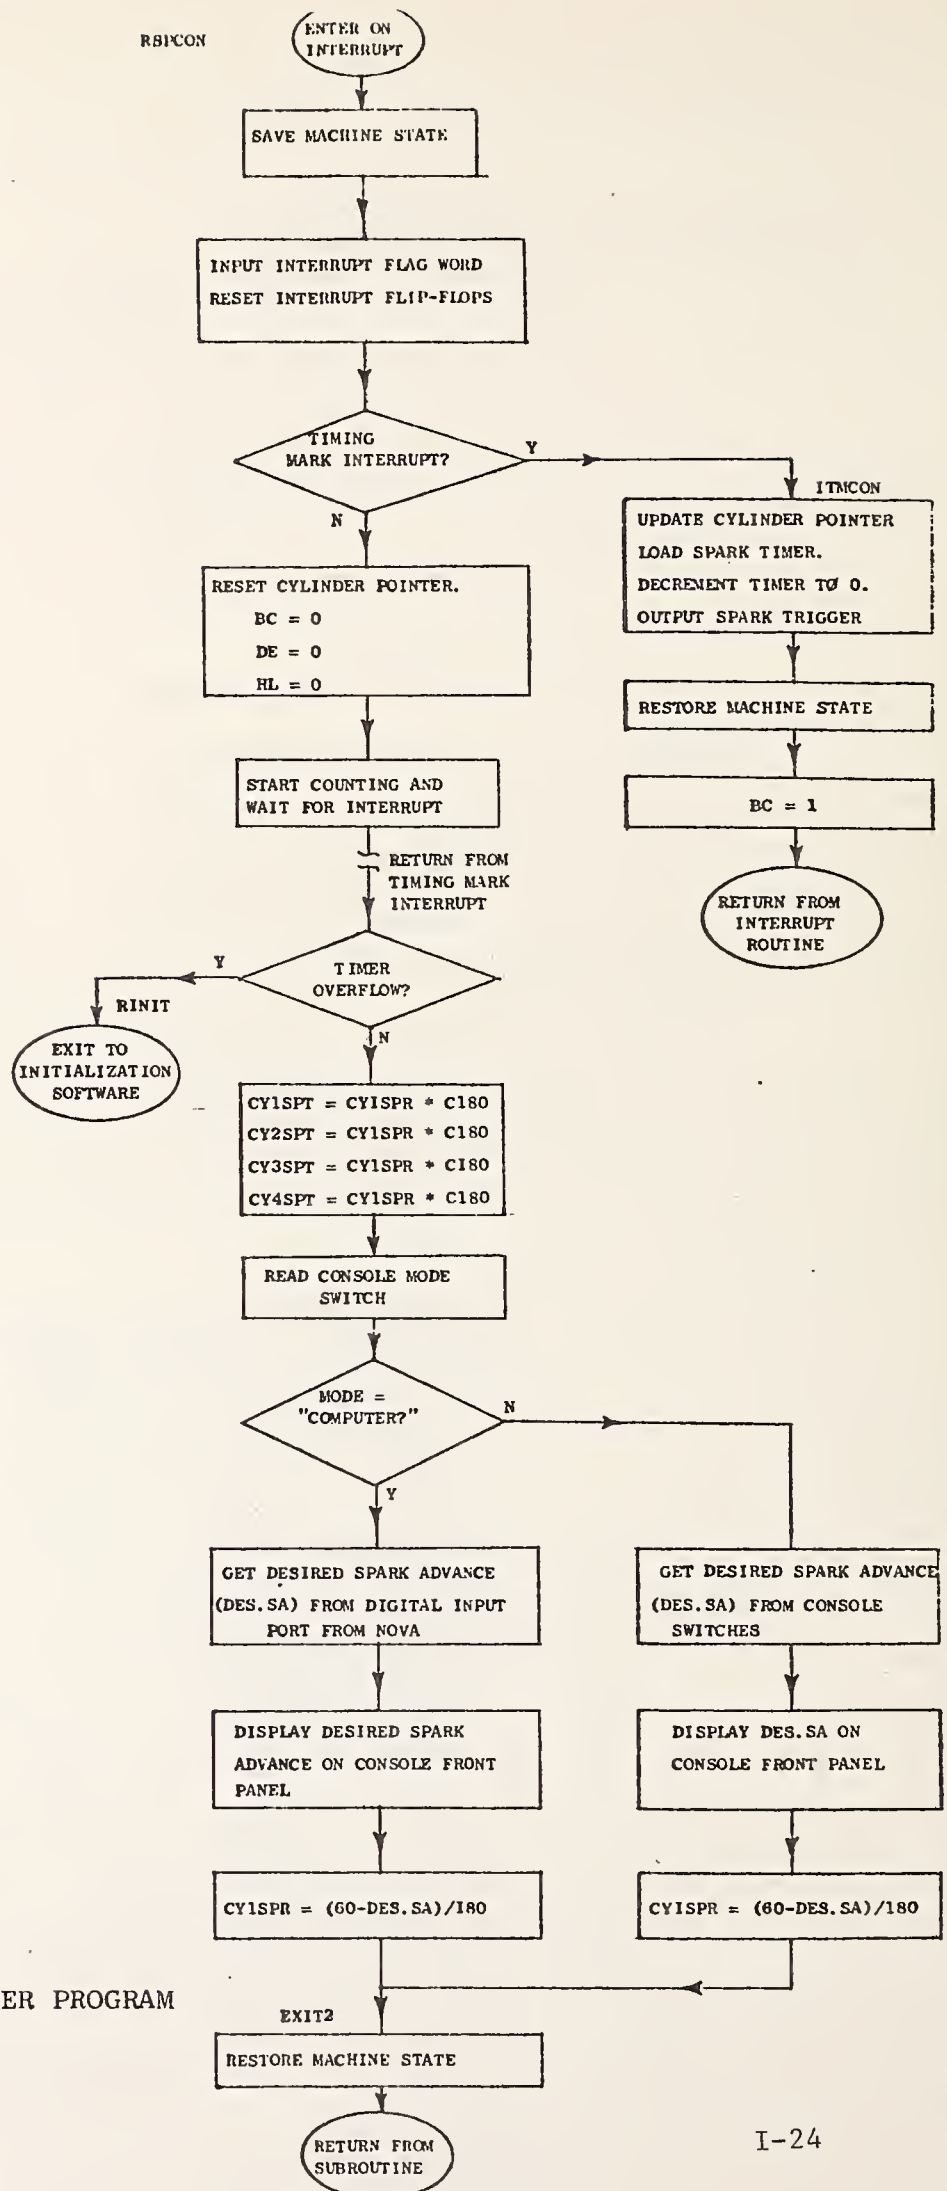 RSPCON
ENTER ON
INTERRUPT
SAVE MACHINE STATE
INPUT INTERRUPT FLAG WORD
RESET INTERRUPT FLIP-FLOPS
TIMING
MARK INTERRUPT?
Y
N
ITMCON
UPDATE CYLINDER POINTER
LOAD SPARK TIMER.
DECREMENT TIMER TO 0.
OUTPUT SPARK TRIGGER
RESTORE MACHINE STATE
BC = 1
RETURN FROM
INTERRUPT
ROUTINE
RESET CYLINDER POINTER.
BC = 0
DE = 0
HL = 0
START COUNTING AND
WAIT FOR INTERRUPT
RETURN FROM
TIMING MARK
INTERRUPT
TIMER
OVERFLOW?
Y
RINIT
EXIT TO
INITIALIZATION
SOFTWARE
N
CY1SPT = CY1SPR * C180
CY2SPT = CY1SPR * C180
CY3SPT = CY1SPR * C180
CY4SPT = CY1SPR * C180
READ CONSOLE MODE
SWITCH
MODE =
"COMPUTER?"
N
Y
GET DESIRED SPARK ADVANCE
(DES.SA) FROM DIGITAL INPUT
PORT FROM NOVA
DISPLAY DESIRED SPARK
ADVANCE ON CONSOLE FRONT
PANEL
CY1SPR = (60-DES.SA)/180
GET DESIRED SPARK ADVANCE
(DES.SA) FROM CONSOLE
SWITCHES
DISPLAY DES.SA ON
CONSOLE FRONT PANEL
CY1SPR = (60-DES.SA)/180
ER PROGRAM
EXIT2
RESTORE MACHINE STATE
RETURN FROM
SUBROUTINE
I-24